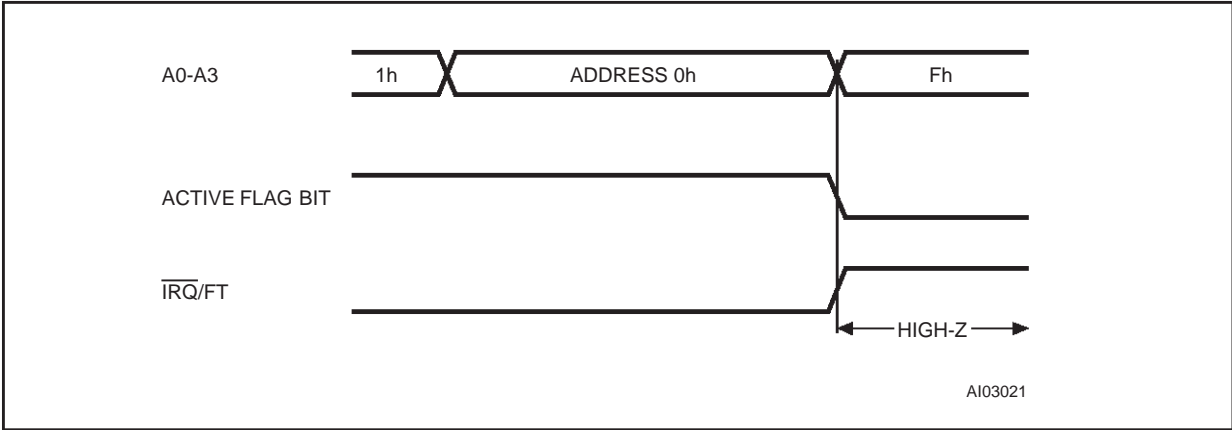 A0-A3 1h ADDRESS 0h Fh
ACTIVE FLAG BIT
IRQ/FT
HIGH-Z
AI03021